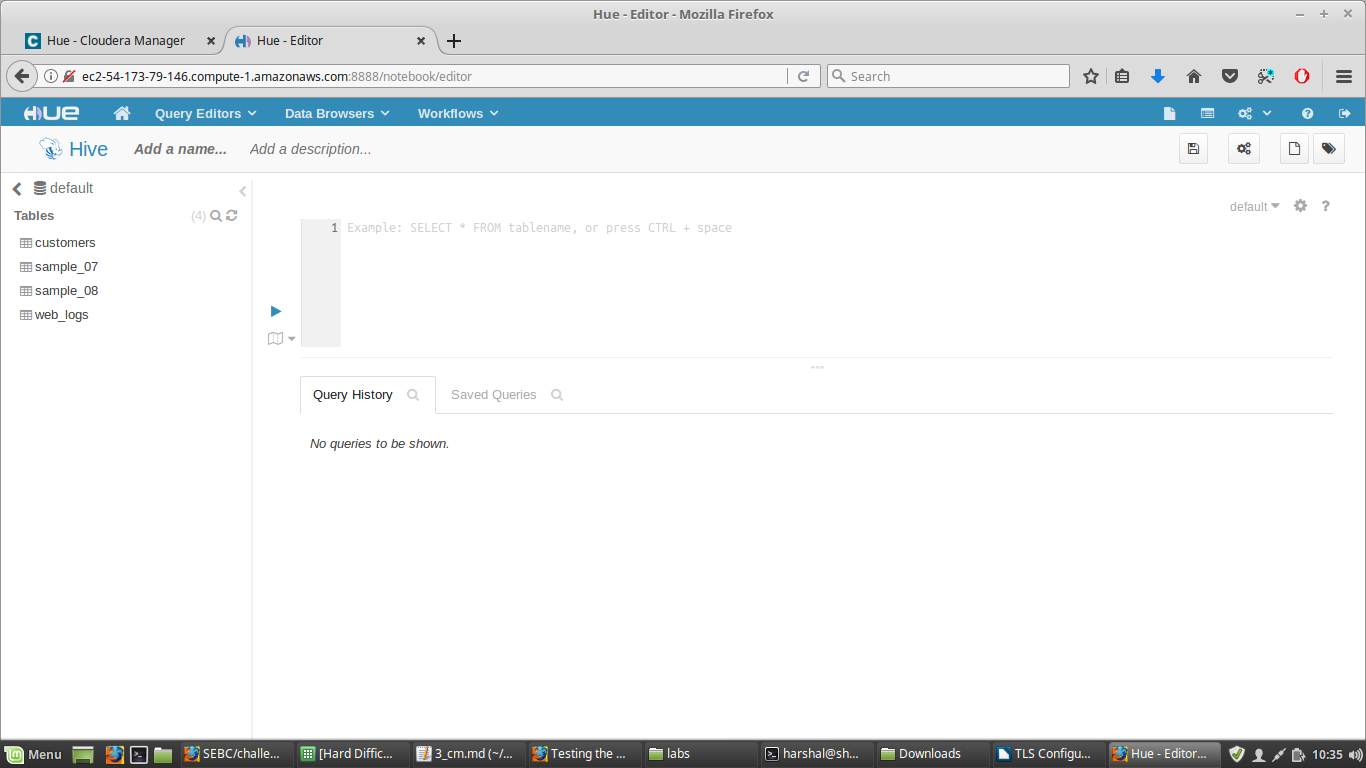 Hue - Editor - Mozilla Firefox
Hue - Cloudera Manager
Hue - Editor
ec2-54-173-79-146.compute-1.amazonaws.com:8888/notebook/editor
Search
HUE
Query Editors
Data Browsers
Workflows
Hive
Add a name...
Add a description...
default
Tables
(4)
customers
sample_07
sample_08
web_logs
default
?
1
Example: SELECT * FROM tablename, or press CTRL + space
Query History
Saved Queries
No queries to be shown.
Menu
SEBC/challe...
[Hard Diffic...
3_cm.md (~/...
Testing the ...
labs
harshal@sh...
Downloads
TLS Configu...
Hue - Editor...
10:35